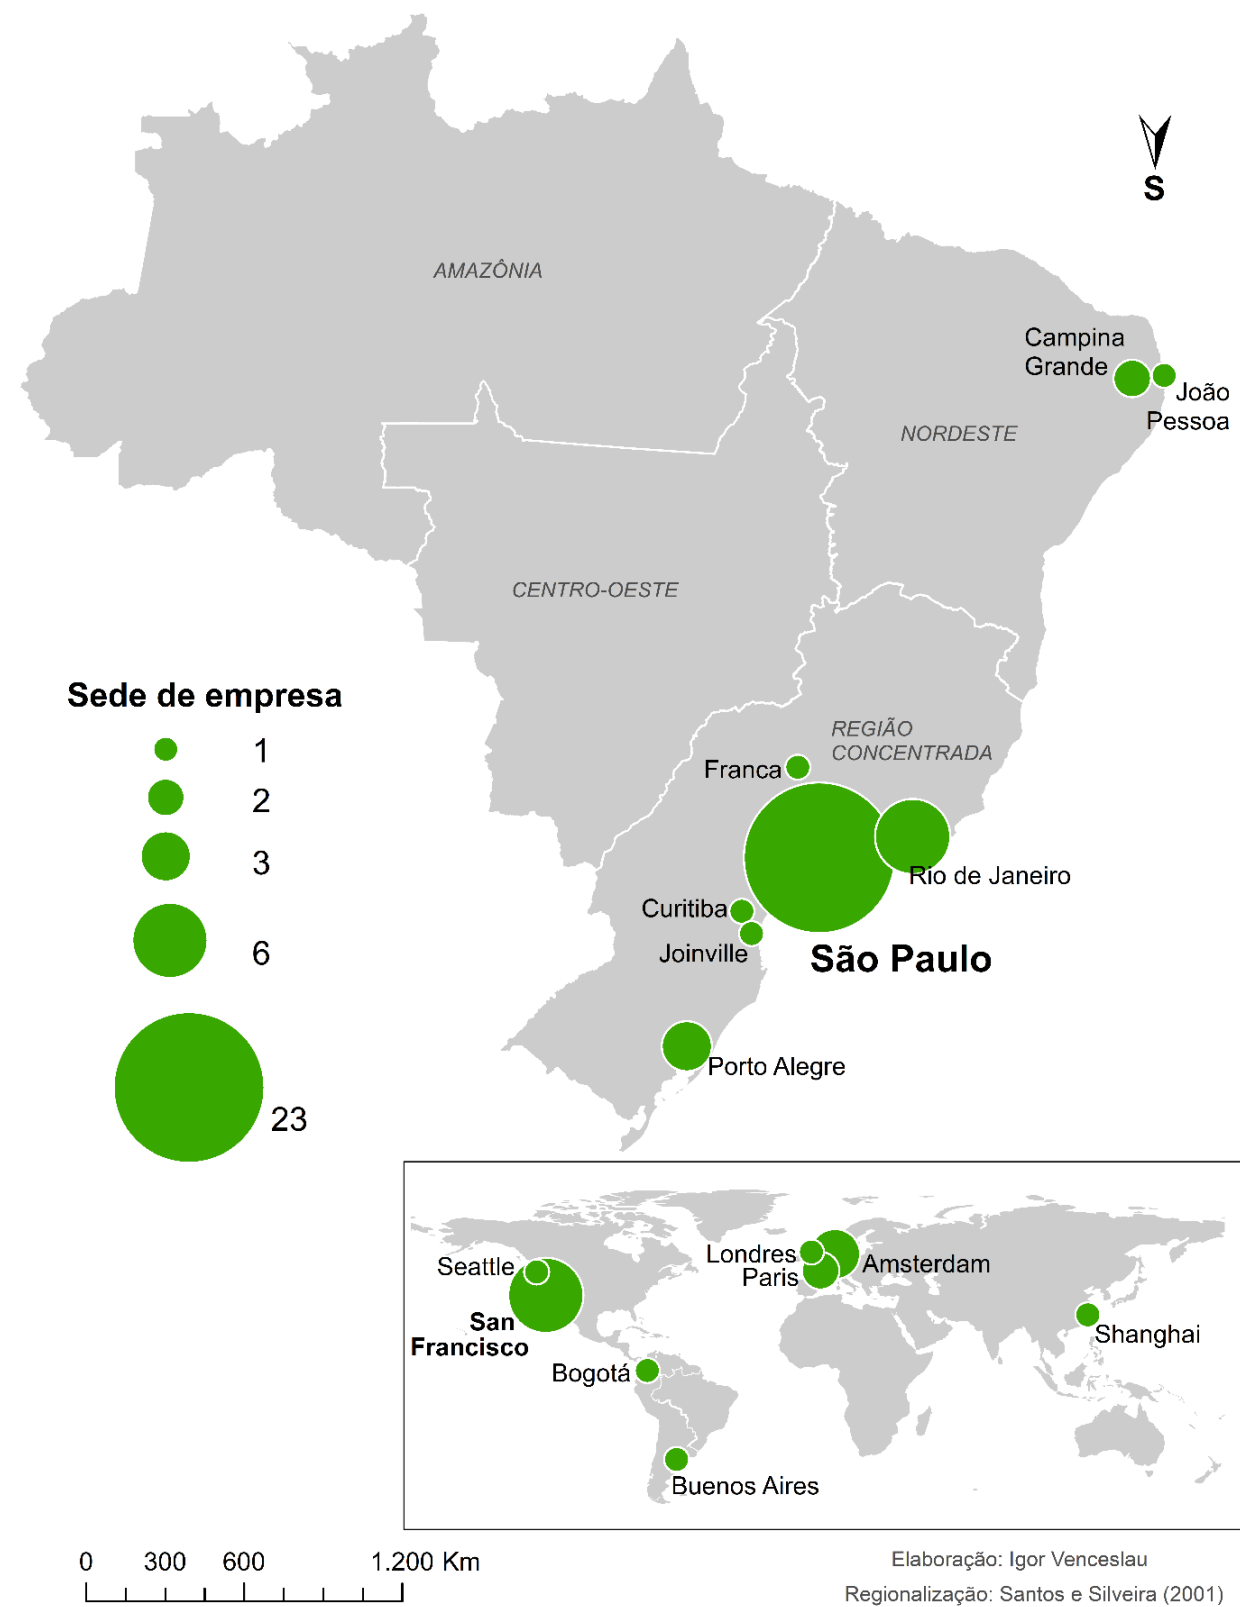 S
AMAZÔNIA
Campina
Grande
João
Pessoa
NORDESTE
CENTRO-OESTE
Sede de empresa
1
2
3
6
23
REGIÃO
CONCENTRADA
Franca
Rio de Janeiro
Curitiba
Joinville
São Paulo
Porto Alegre
Londres
Paris
Amsterdam
Seattle
San
Francisco
Shanghai
Bogotá
Buenos Aires
0 300 600 1.200 Km
Elaboração: Igor Venceslau
Regionalização: Santos e Silveira (2001)